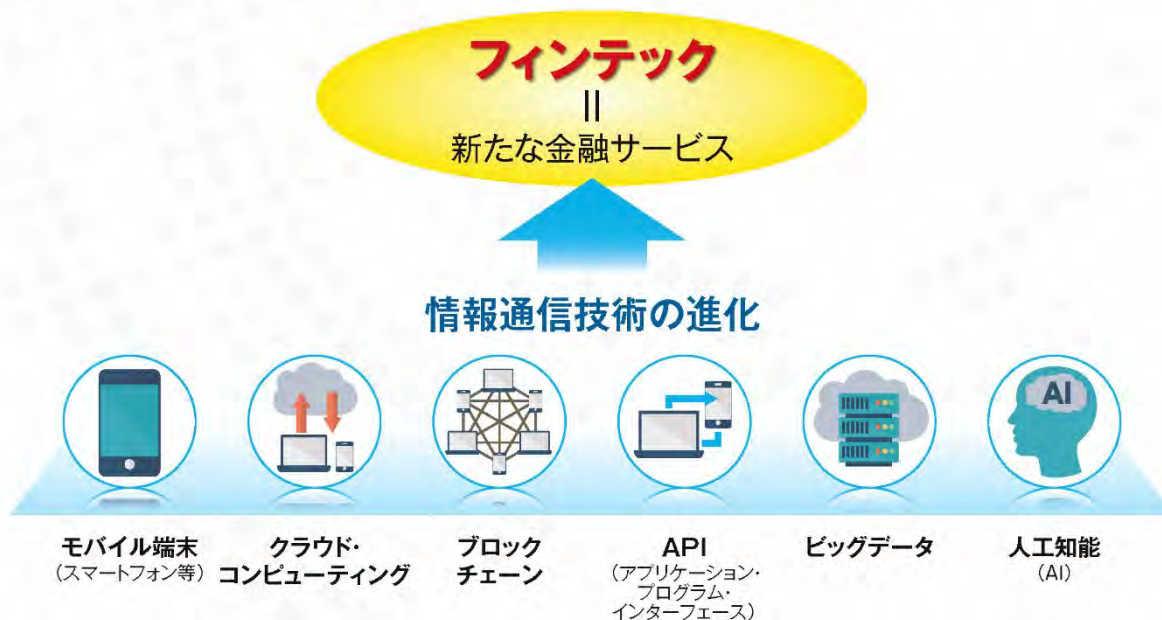 フィンテック
=
新たな金融サービス
情報通信技術の進化
AI
モバイル端末
(スマートフォン等)
クラウド・
コンピューティング
ブロック
チェーン
API
(アプリケーション・
プログラム・
インターフェース)
ビッグデータ
人工知能
(AI)